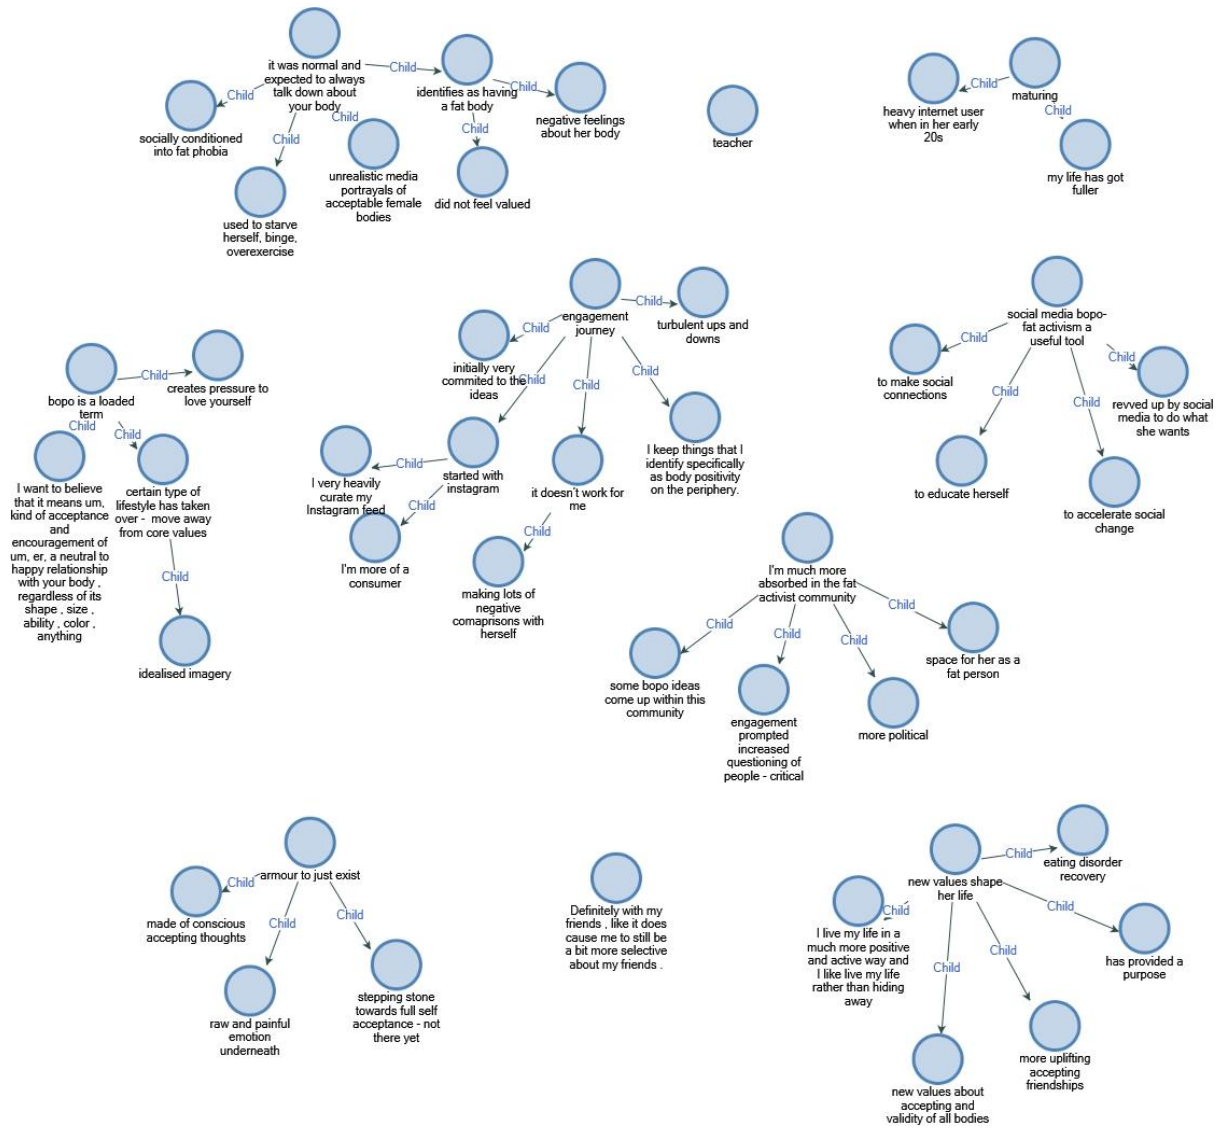 it was normal and
expected to always
talk down about
your body
Child
identifies as having
a fat body
Child
negative feelings
about her body
Child
socially conditioned
into fat phobia
Child
used to starve
herself, binge,
overexercise
Child
unrealistic media
portrayals of
acceptable female
bodies
Child
did not feel valued
teacher
maturing
Child
heavy internet user
when in her early
20s
Child
my life has got
fuller
bopo is a loaded
term
Child
creates pressure to
love yourself
Child
I want to believe
that it means um,
kind of acceptance
and
encouragement of
um, er, a neutral to
happy relationship
with your body ,
regardless of its
shape , size ,
ability , color ,
anything
Child
certain type of
lifestyle has taken
over - move away
from core values
Child
idealised imagery
engagement
journey
Child
turbulent ups and
downs
Child
initially very
commited to the
ideas
Child
started with
instagram
Child
I very heavily
curate my
Instagram feed
Child
I'm more of a
consumer
Child
it doesn't work for
me
Child
making lots of
negative
comaprisons with
herself
Child
I keep things that I
identify specifically
as body positivity
on the periphery.
social media bopo-
fat activism a
useful tool
Child
to make social
connections
Child
to educate herself
Child
to accelerate social
change
Child
revved up by social
media to do what
she wants
I'm much more
absorbed in the fat
activist community
Child
some bopo ideas
come up within this
community
Child
engagement
prompted
increased
questioning of
people - critical
Child
more political
Child
space for her as a
fat person
armour to just exist
Child
made of conscious
accepting thoughts
Child
raw and painful
emotion
underneath
Child
stepping stone
towards full self
acceptance - not
there yet
Definitely with my
friends , like it does
cause me to still be
a bit more selective
about my friends .
new values shape
her life
Child
eating disorder
recovery
Child
I live my life in a
much more positive
and active way and
I like live my life
rather than hiding
away
Child
has provided a
purpose
Child
new values about
accepting and
validity of all bodies
more uplifting
accepting
friendships